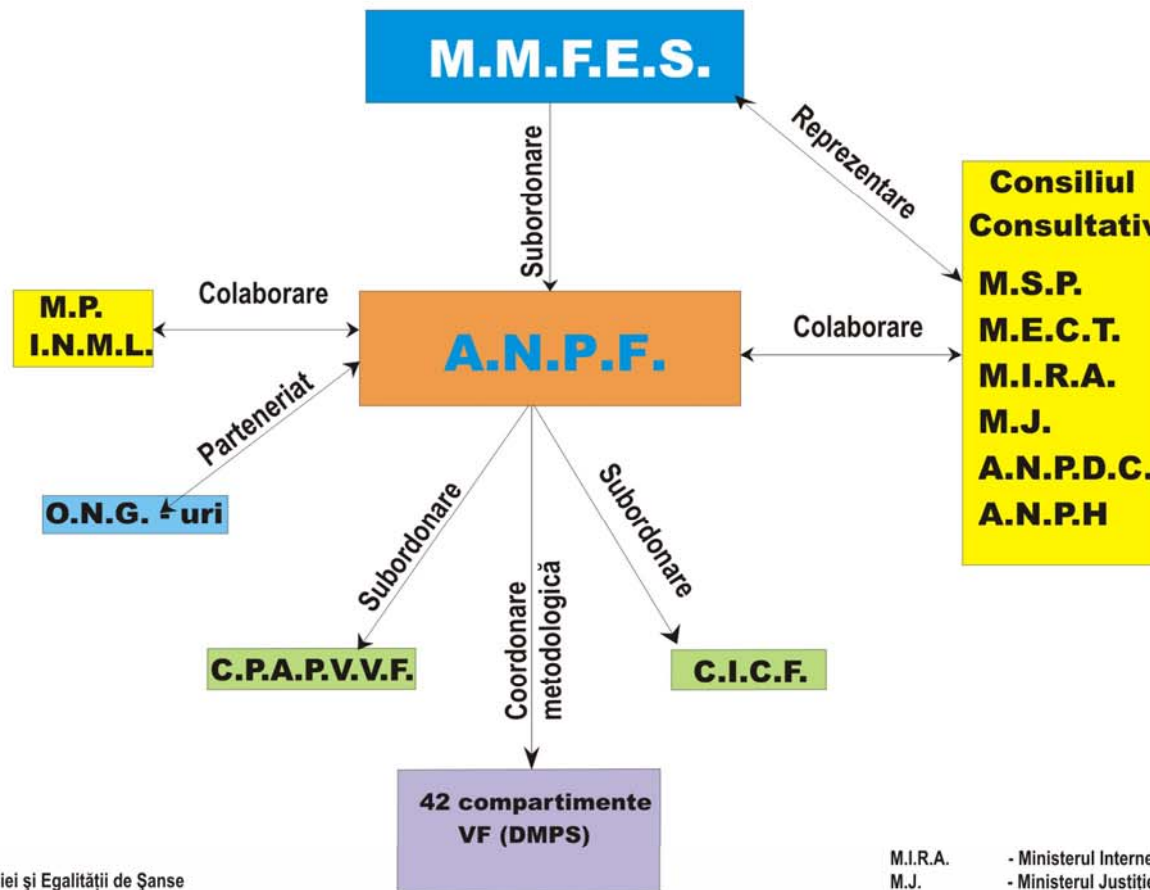 M.M.F.E.S.
Subordonare
Reprezentare
Consiliul
Consultativ
M.S.P.
M.E.C.T.
M.I.R.A.
M.J.
A.N.P.D.C.
A.N.P.H
M.P.
I.N.M.L.
Colaborare
A.N.P.F.
Colaborare
Parteneriat
O.N.G. - uri
Subordonare
Coordonare
metodologică
Subordonare
C.P.A.P.V.V.F.
C.I.C.F.
42 compartimente
VF (DMPS)
iei şi Egalităţii de Şanse
M.I.R.A. - Ministerul Interne
M.J. - Ministerul Justiție